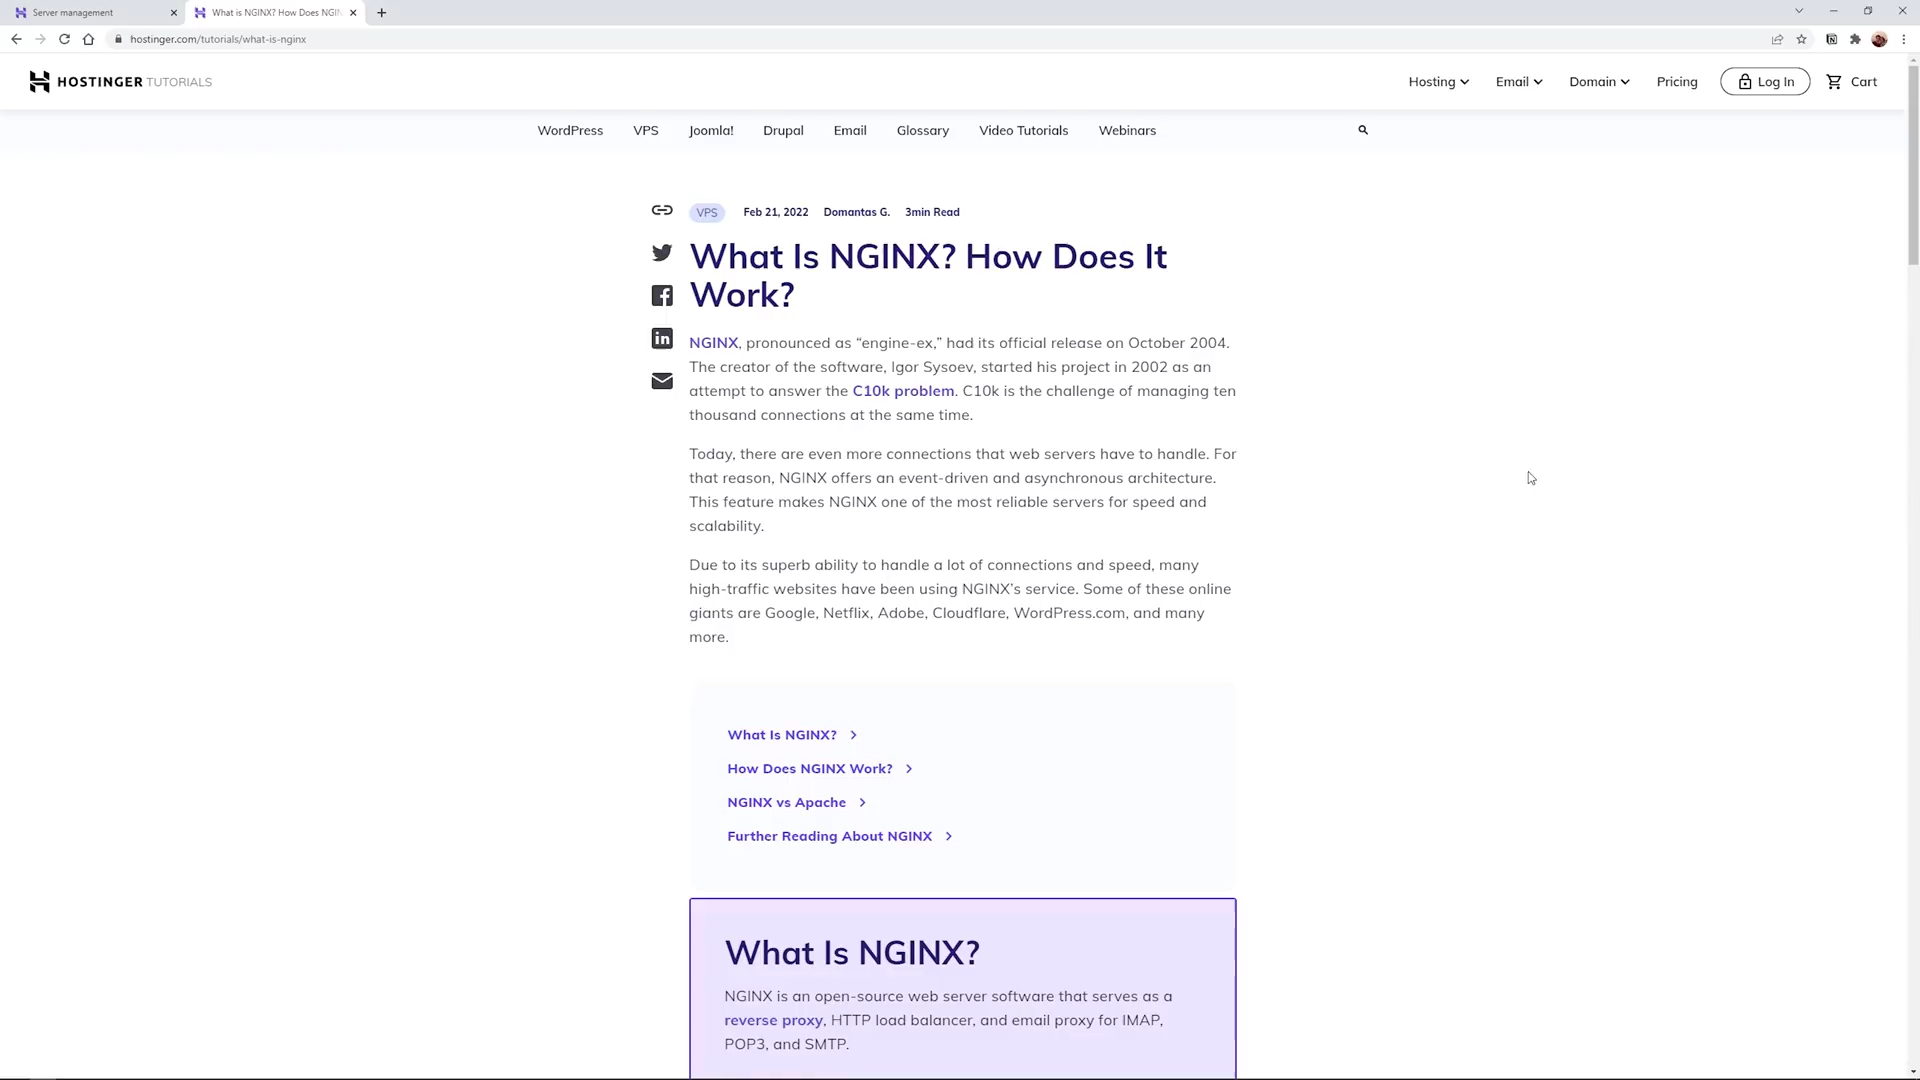 Server management
What is NGINX? How Does NGIN
hostinger.com/tutorials/what-is-nginx
HOSTINGER TUTORIALS
Hosting
Email
Domain
Pricing
Log In
Cart
WordPress
VPS
Joomla!
Drupal
Email
Glossary
Video Tutorials
Webinars
VPS
Feb 21, 2022
Domantas G.
3min Read
What Is NGINX? How Does It
Work?
NGINX, pronounced as “engine-ex,” had its official release on October 2004.
The creator of the software, Igor Sysoev, started his project in 2002 as an
attempt to answer the C10k problem. C10k is the challenge of managing ten
thousand connections at the same time.
Today, there are even more connections that web servers have to handle. For
that reason, NGINX offers an event-driven and asynchronous architecture.
This feature makes NGINX one of the most reliable servers for speed and
scalability.
Due to its superb ability to handle a lot of connections and speed, many
high-traffic websites have been using NGINX’s service. Some of these online
giants are Google, Netflix, Adobe, Cloudflare, WordPress.com, and many
more.
What Is NGINX?
How Does NGINX Work?
NGINX vs Apache
Further Reading About NGINX
What Is NGINX?
NGINX is an open-source web server software that serves as a
reverse proxy, HTTP load balancer, and email proxy for IMAP,
POP3, and SMTP.